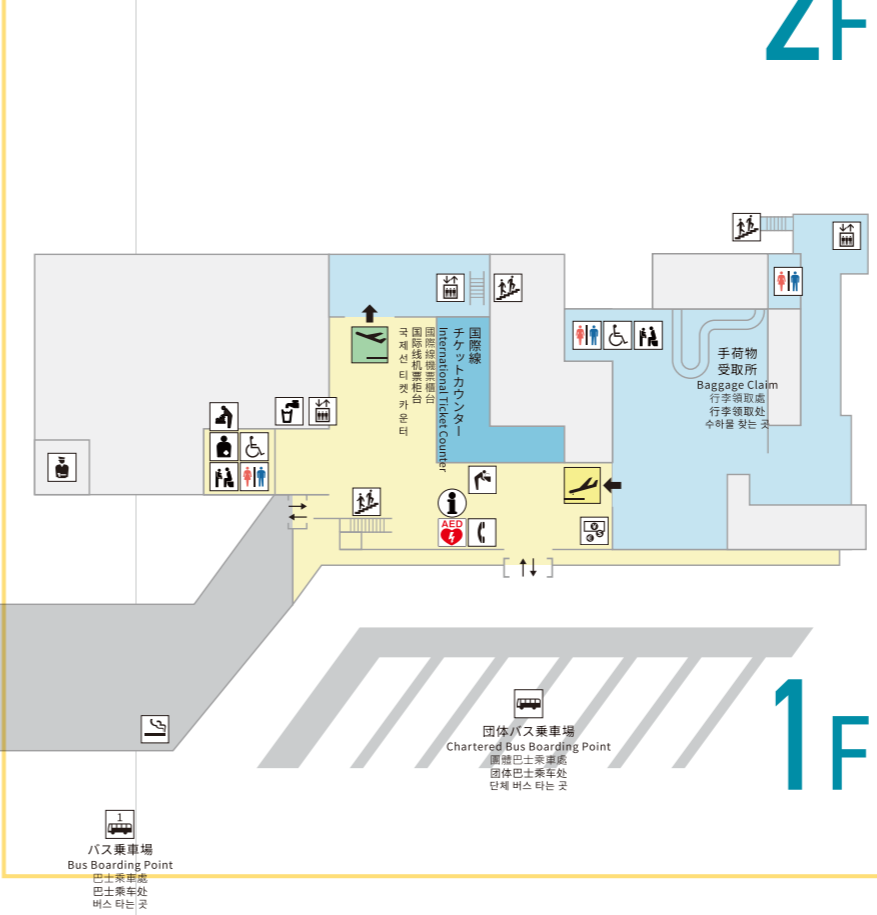 2F
国際線
チケットカウンター
International Ticket Counter
國際線機票櫃台
国际线机票柜台
국제선 티켓 카운터
手荷物
受取所
Baggage Claim
行李領取處
行李领取处
수하물 찾는 곳
AED
団体バス乗車場
Chartered Bus Boarding Point
團體巴士乘車處
团体巴士乘车处
단체 버스 타는 곳
1F
1
バス乗車場
Bus Boarding Point
巴士乘車處
巴士乘车处
버스 타는 곳